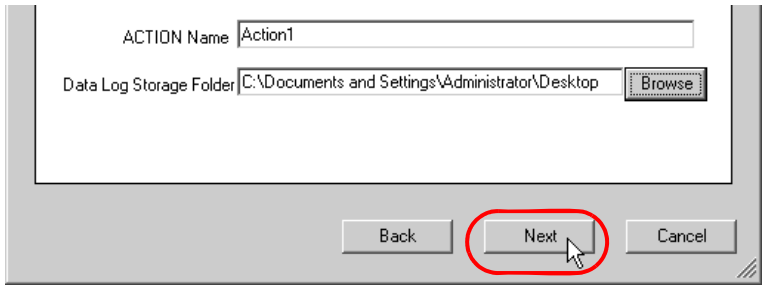 ACTION Name Action1
Data Log Storage Folder C:\Documents and Settings\Administrator\Desktop Browse
Back Next Cancel